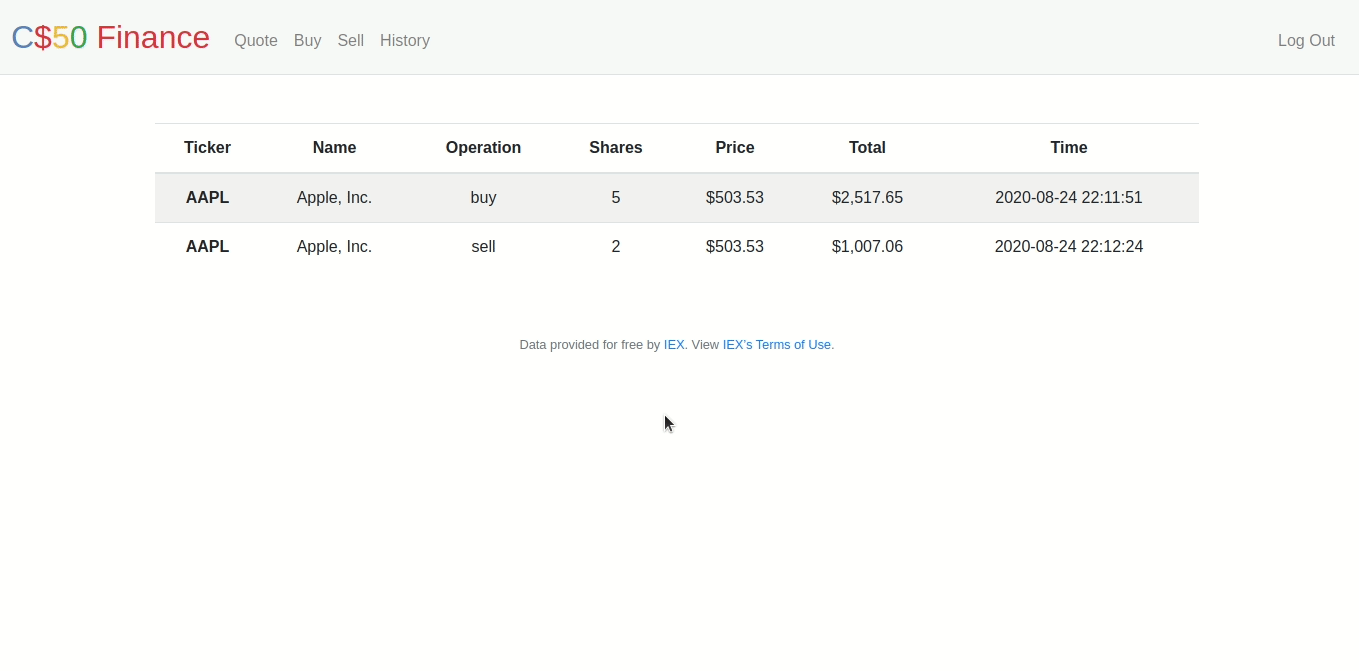 C$50 Finance Quote Buy Sell History Log Out
Ticker Name Operation Shares Price Total Time
AAPL Apple, Inc. buy 5 $503.53 $2,517.65 2020-08-24 22:11:51
AAPL Apple, Inc. sell 2 $503.53 $1,007.06 2020-08-24 22:12:24
Data provided for free by IEX. View IEX's Terms of Use.